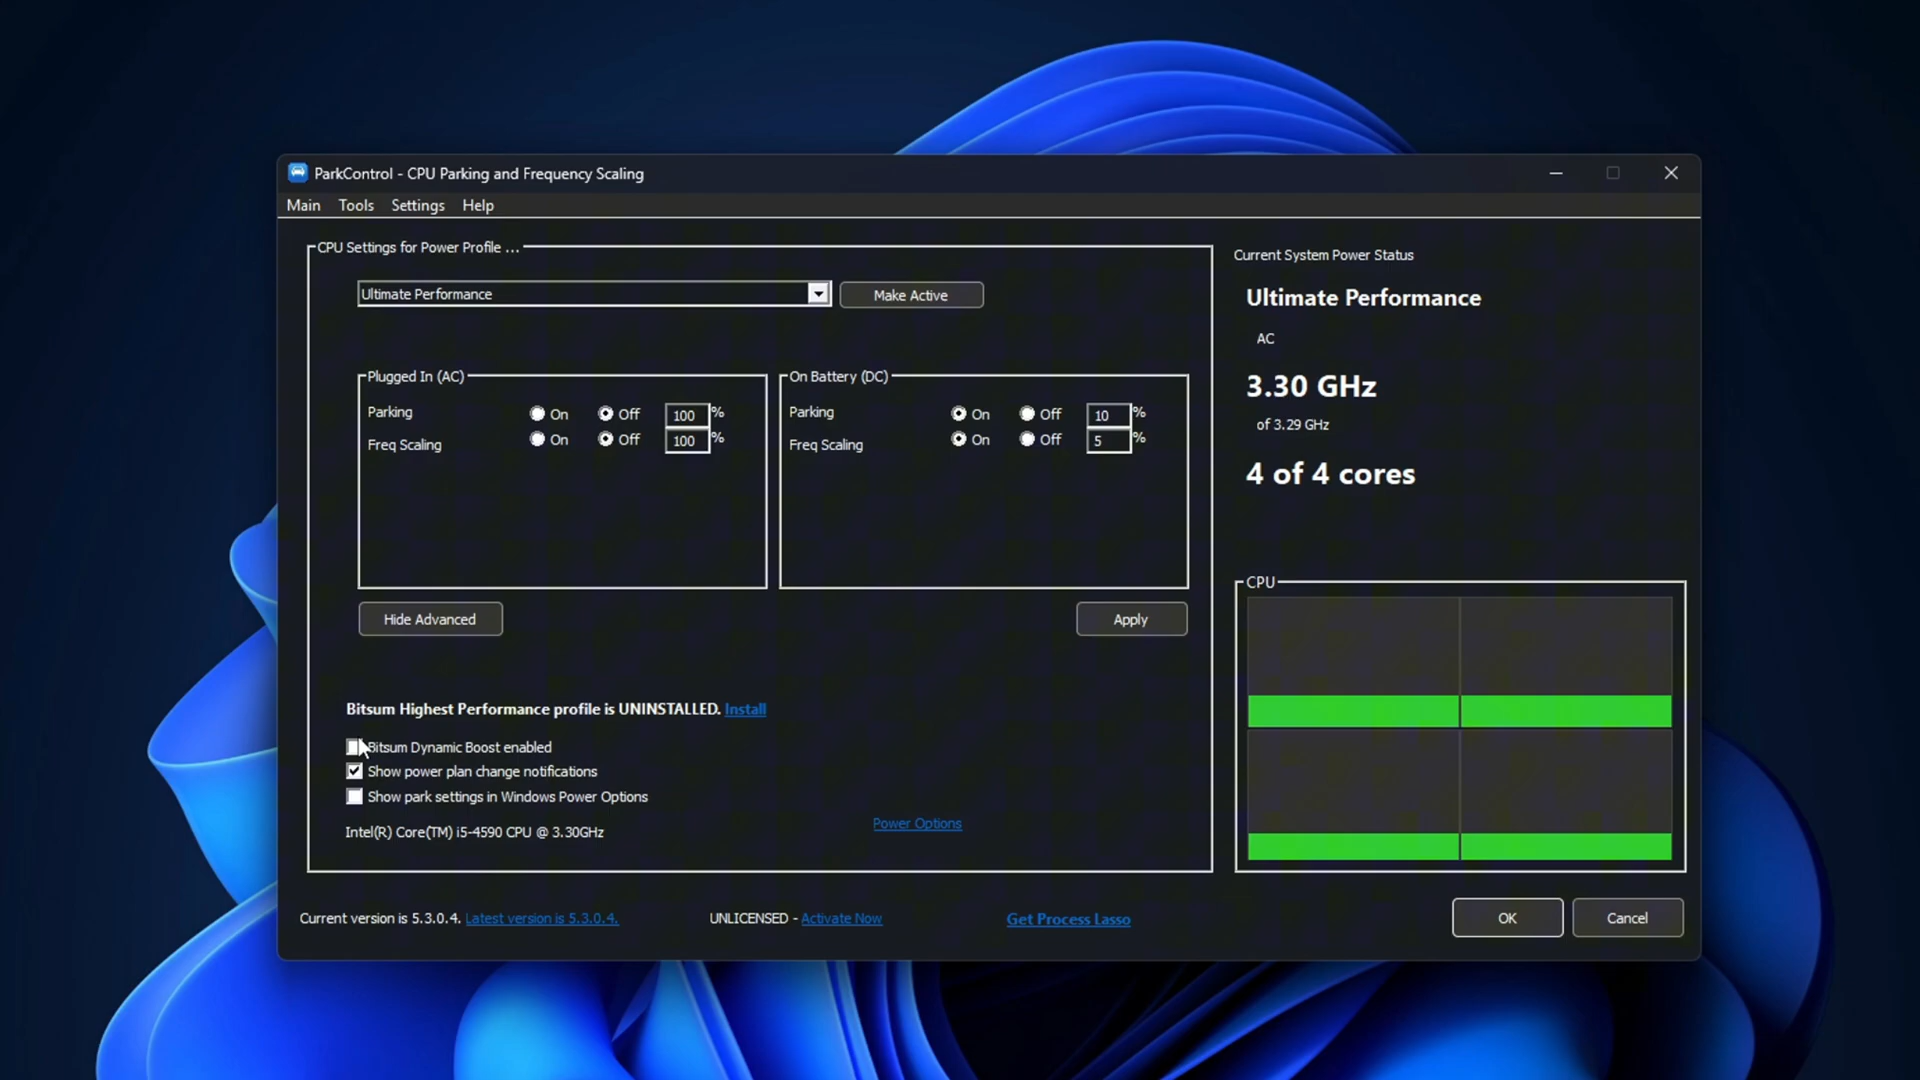 ParkControl - CPU Parking and Frequency Scaling
Main Tools Settings Help
CPU Settings for Power Profile ...
Ultimate Performance
Make Active
Plugged In (AC)
Parking On Off 100 %
Freq Scaling On Off 100 %
On Battery (DC)
Parking On Off 10 %
Freq Scaling On Off 5 %
Hide Advanced
Apply
Bitsum Highest Performance profile is UNINSTALLED. Install
Bitsum Dynamic Boost enabled
Show power plan change notifications
Show park settings in Windows Power Options
Intel(R) Core(TM) i5-4590 CPU @ 3.30GHz
Power Options
Current System Power Status
Ultimate Performance
AC
3.30 GHz
of 3.29 GHz
4 of 4 cores
CPU
Current version is 5.3.0.4. Latest version is 5.3.0.4.
UNLICENSED - Activate Now
Get Process Lasso
OK
Cancel